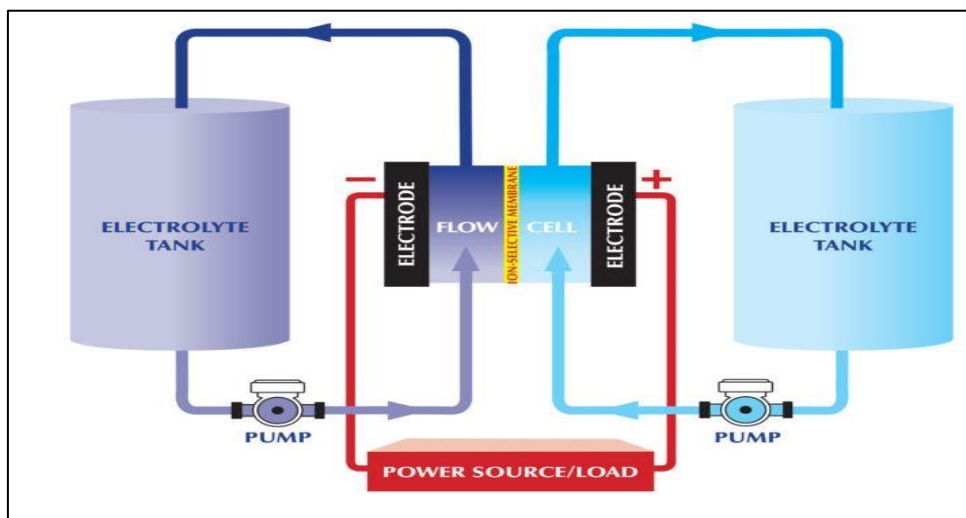 ELECTROLYTE
TANK
PUMP
−
ELECTRODE
FLOW
ION-SELECTIVE MEMBRANE
CELL
ELECTRODE
+
POWER SOURCE/LOAD
ELECTROLYTE
TANK
PUMP